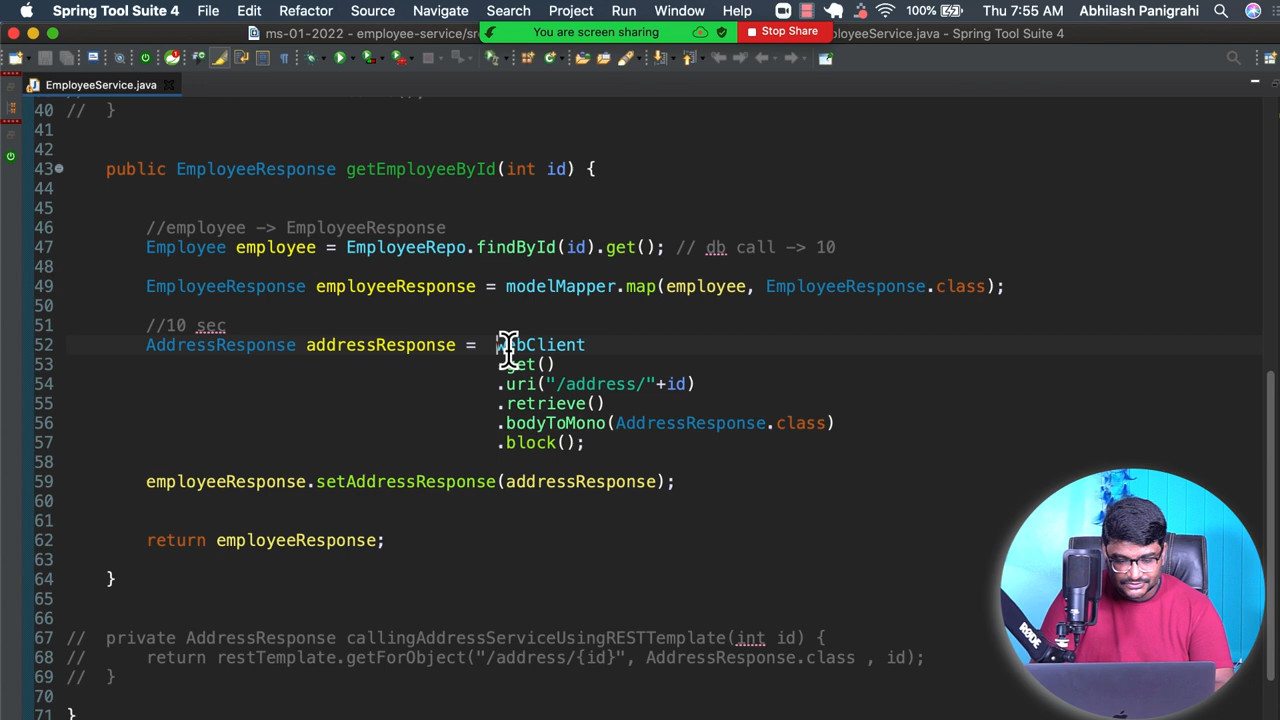 Spring Tool Suite 4 File Edit Refactor Source Navigate Search Project Run Window Help 100% Thu 7:55 AM Abhilash Panigrahi
ms-01-2022 - employee-service/sr You are screen sharing Stop Share ployeeService.java - Spring Tool Suite 4
EmployeeService.java
40 // }
41
42
43 public EmployeeResponse getEmployeeById(int id) {
44
45
46 //employee -> EmployeeResponse
47 Employee employee = EmployeeRepo.findById(id).get(); // db call -> 10
48
49 EmployeeResponse employeeResponse = modelMapper.map(employee, EmployeeResponse.class);
50
51 //10 sec
52 AddressResponse addressResponse = webClient
53 .get()
54 .uri("/address/"+id)
55 .retrieve()
56 .bodyToMono(AddressResponse.class)
57 .block();
58
59 employeeResponse.setAddressResponse(addressResponse);
60
61
62 return employeeResponse;
63
64 }
65
66
67 // private AddressResponse callingAddressServiceUsingRESTTemplate(int id) {
68 // return restTemplate.getForObject("/address/{id}", AddressResponse.class , id);
69 // }
70
71 }